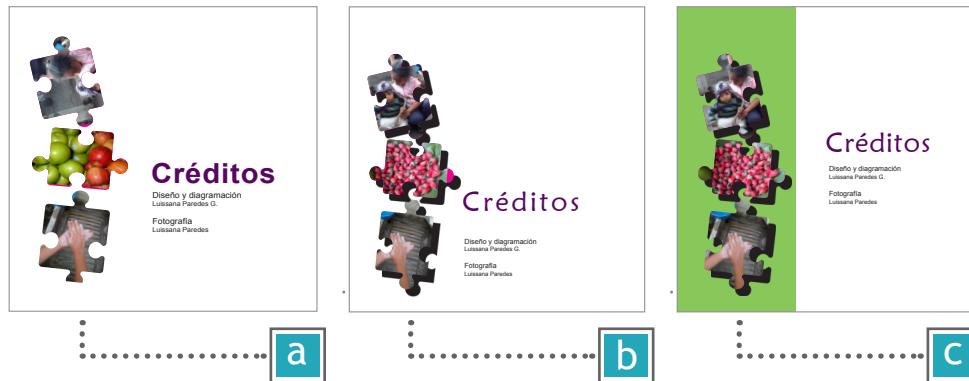 Créditos
Diseño y diagramación
Luissana Paredes G.
Fotografía
Luissana Paredes
a
Créditos
Diseño y diagramación
Luissana Paredes G.
Fotografía
Luissana Paredes
b
Créditos
Diseño y diagramación
Luissana Paredes G.
Fotografía
Luissana Paredes
c